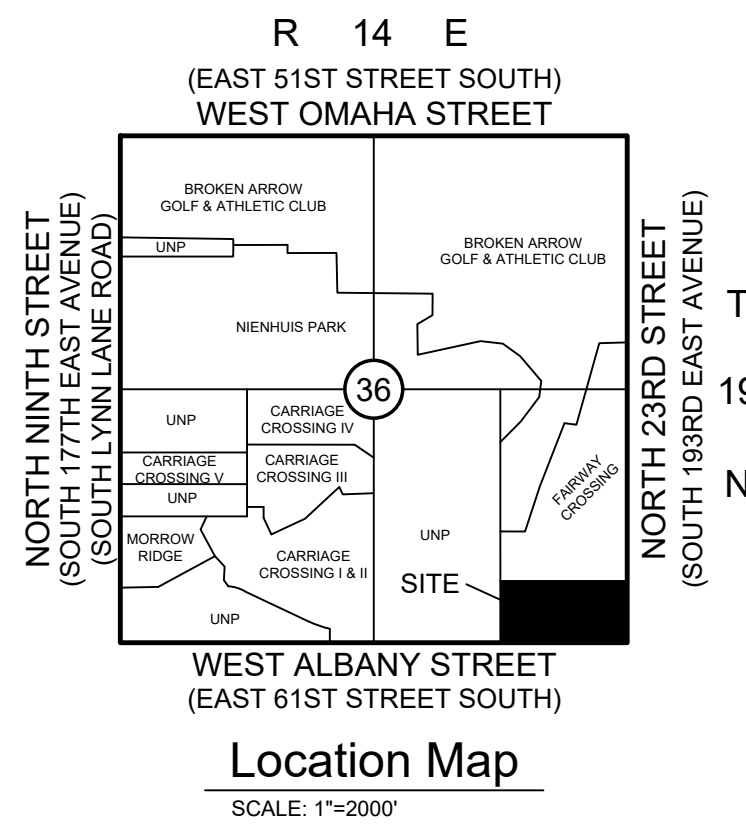 R 14 E
(EAST 51ST STREET SOUTH)
WEST OMAHA STREET
NORTH NINTH STREET
(SOUTH 177TH EAST AVENUE)
(SOUTH LYNN LANE ROAD)
BROKEN ARROW
GOLF & ATHLETIC CLUB
UNP
BROKEN ARROW
GOLF & ATHLETIC CLUB
NIENHUIS PARK
36
UNP
CARRIAGE
CROSSING IV
CARRIAGE
CROSSING V
CARRIAGE
CROSSING III
UNP
MORROW
RIDGE
CARRIAGE
CROSSING I & II
UNP
UNP
FAIRWAY
CROSSING
SITE
NORTH 23RD STREET
(SOUTH 193RD EAST AVENUE)
T
19
N
WEST ALBANY STREET
(EAST 61ST STREET SOUTH)
Location Map
SCALE: 1"=2000'